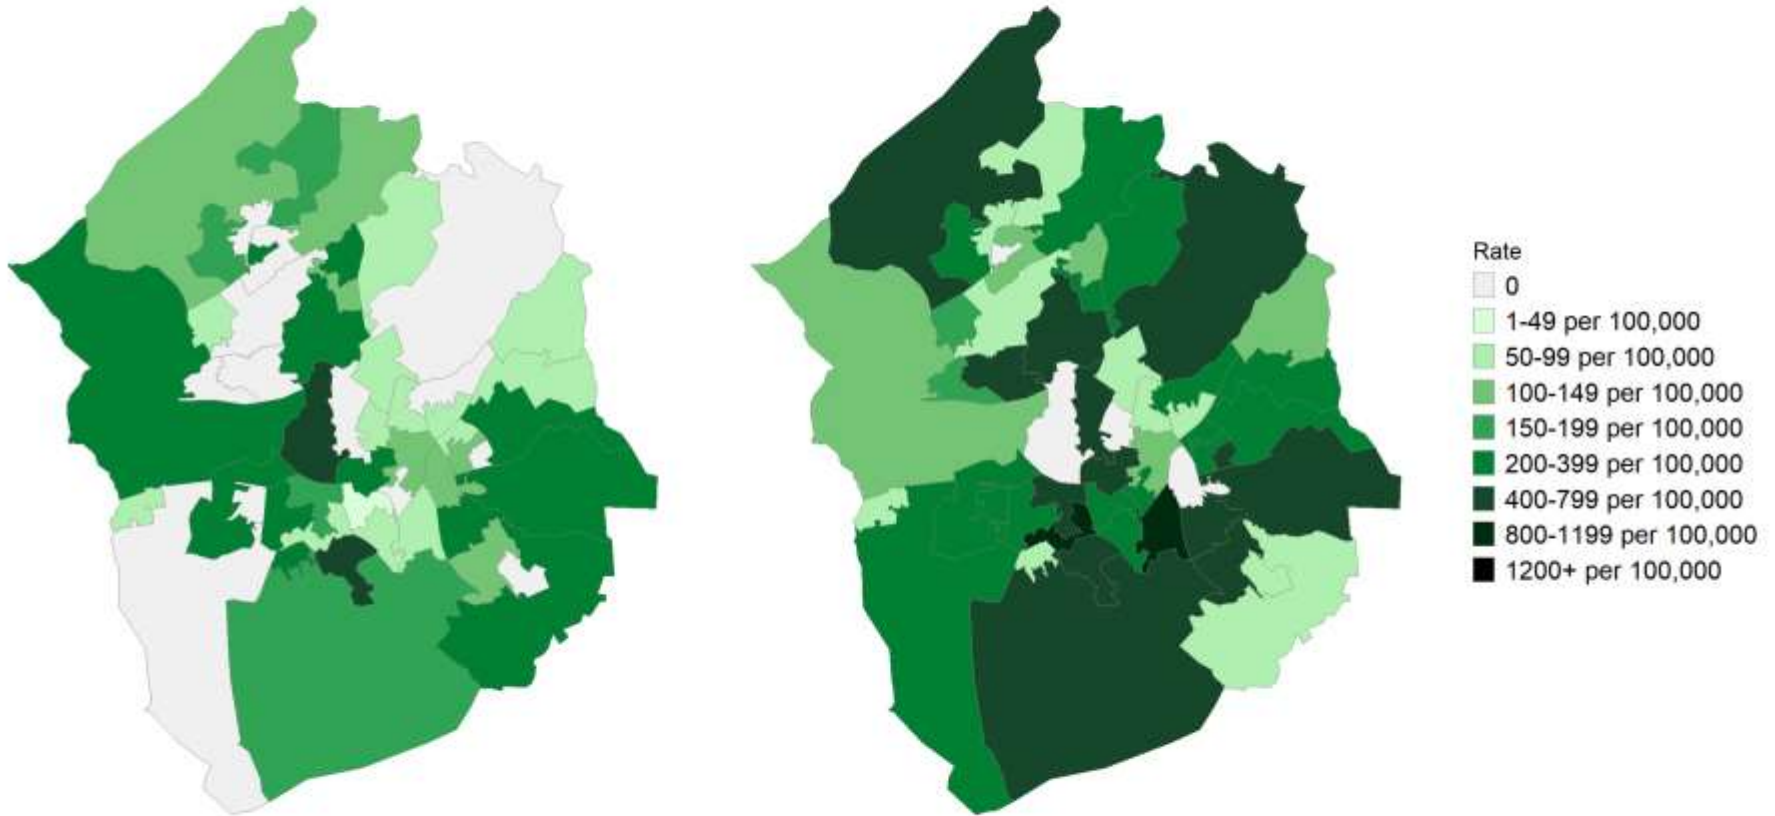 Rate
0
1-49 per 100,000
50-99 per 100,000
100-149 per 100,000
150-199 per 100,000
200-399 per 100,000
400-799 per 100,000
800-1199 per 100,000
1200+ per 100,000